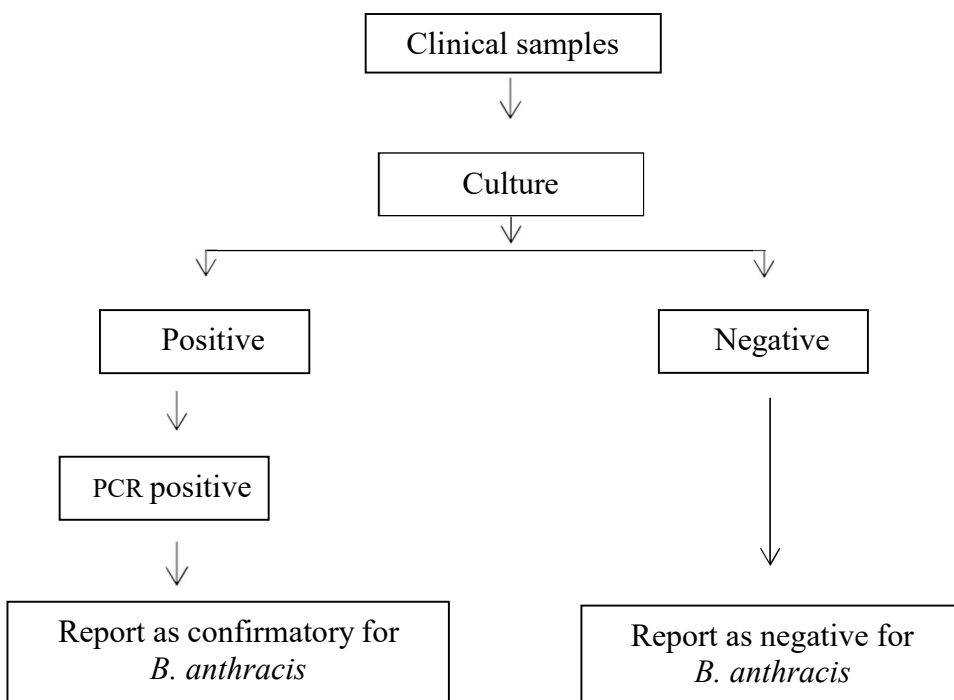 Clinical samples
Culture
Positive
Negative
PCR positive
Report as confirmatory for
B. anthracis
Report as negative for
B. anthracis